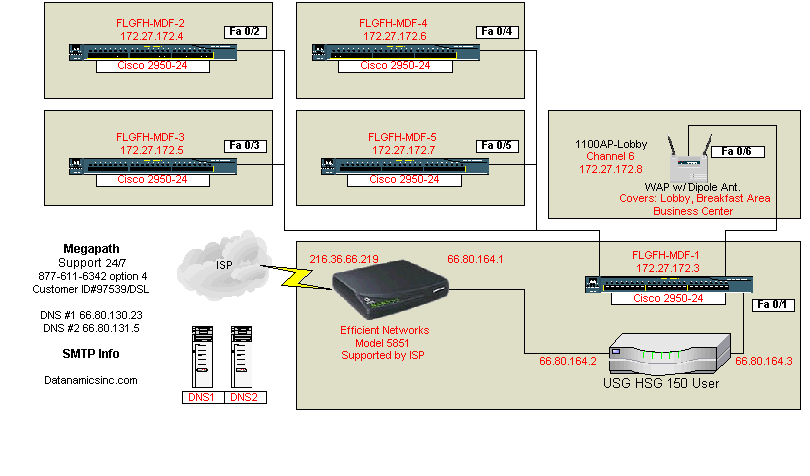 FLGFH-MDF-2
172.27.172.4
Fa 0/2
Cisco 2950-24
FLGFH-MDF-4
172.27.172.6
Fa 0/4
Cisco 2950-24
FLGFH-MDF-3
172.27.172.5
Fa 0/3
Cisco 2950-24
FLGFH-MDF-5
172.27.172.7
Fa 0/5
Cisco 2950-24
1100AP-Lobby
Channel 6
172.27.172.8
Fa 0/6
WAP w/ Dipole Ant.
Covers: Lobby, Breakfast Area
Business Center
Megapath
Support 24/7
877-611-6342 option 4
Customer ID#97539/DSL
DNS #1 66.80.130.23
DNS #2 66.80.131.5
SMTP Info
Datanamicsinc.com
ISP
DNS1
DNS2
216.36.66.219
66.80.164.1
Efficient Networks
Model 5851
Supported by ISP
FLGFH-MDF-1
172.27.172.3
Cisco 2950-24
Fa 0/1
66.80.164.2
66.80.164.3
USG HSG 150 User